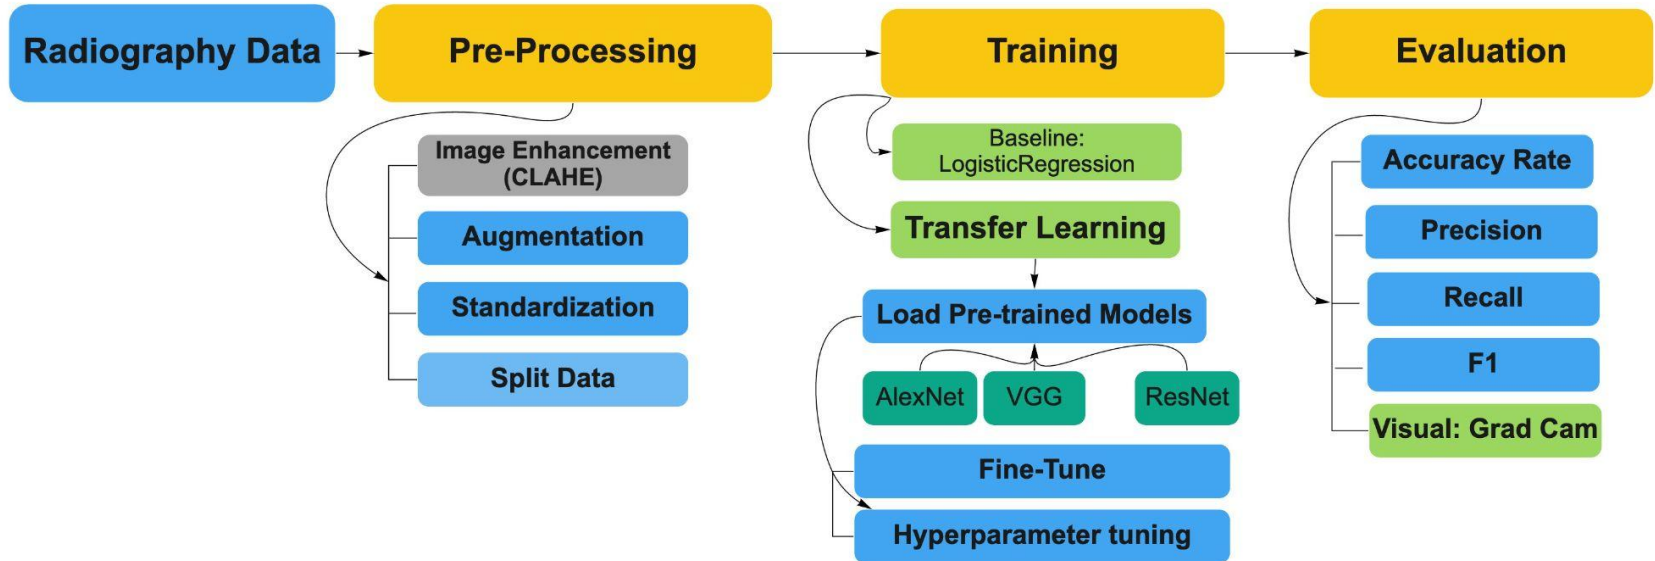 Radiography Data
Pre-Processing
Training
Evaluation
Image Enhancement
(CLAHE)
Augmentation
Standardization
Split Data
Baseline:
LogisticRegression
Transfer Learning
Load Pre-trained Models
AlexNet
VGG
ResNet
Fine-Tune
Hyperparameter tuning
Accuracy Rate
Precision
Recall
F1
Visual: Grad Cam